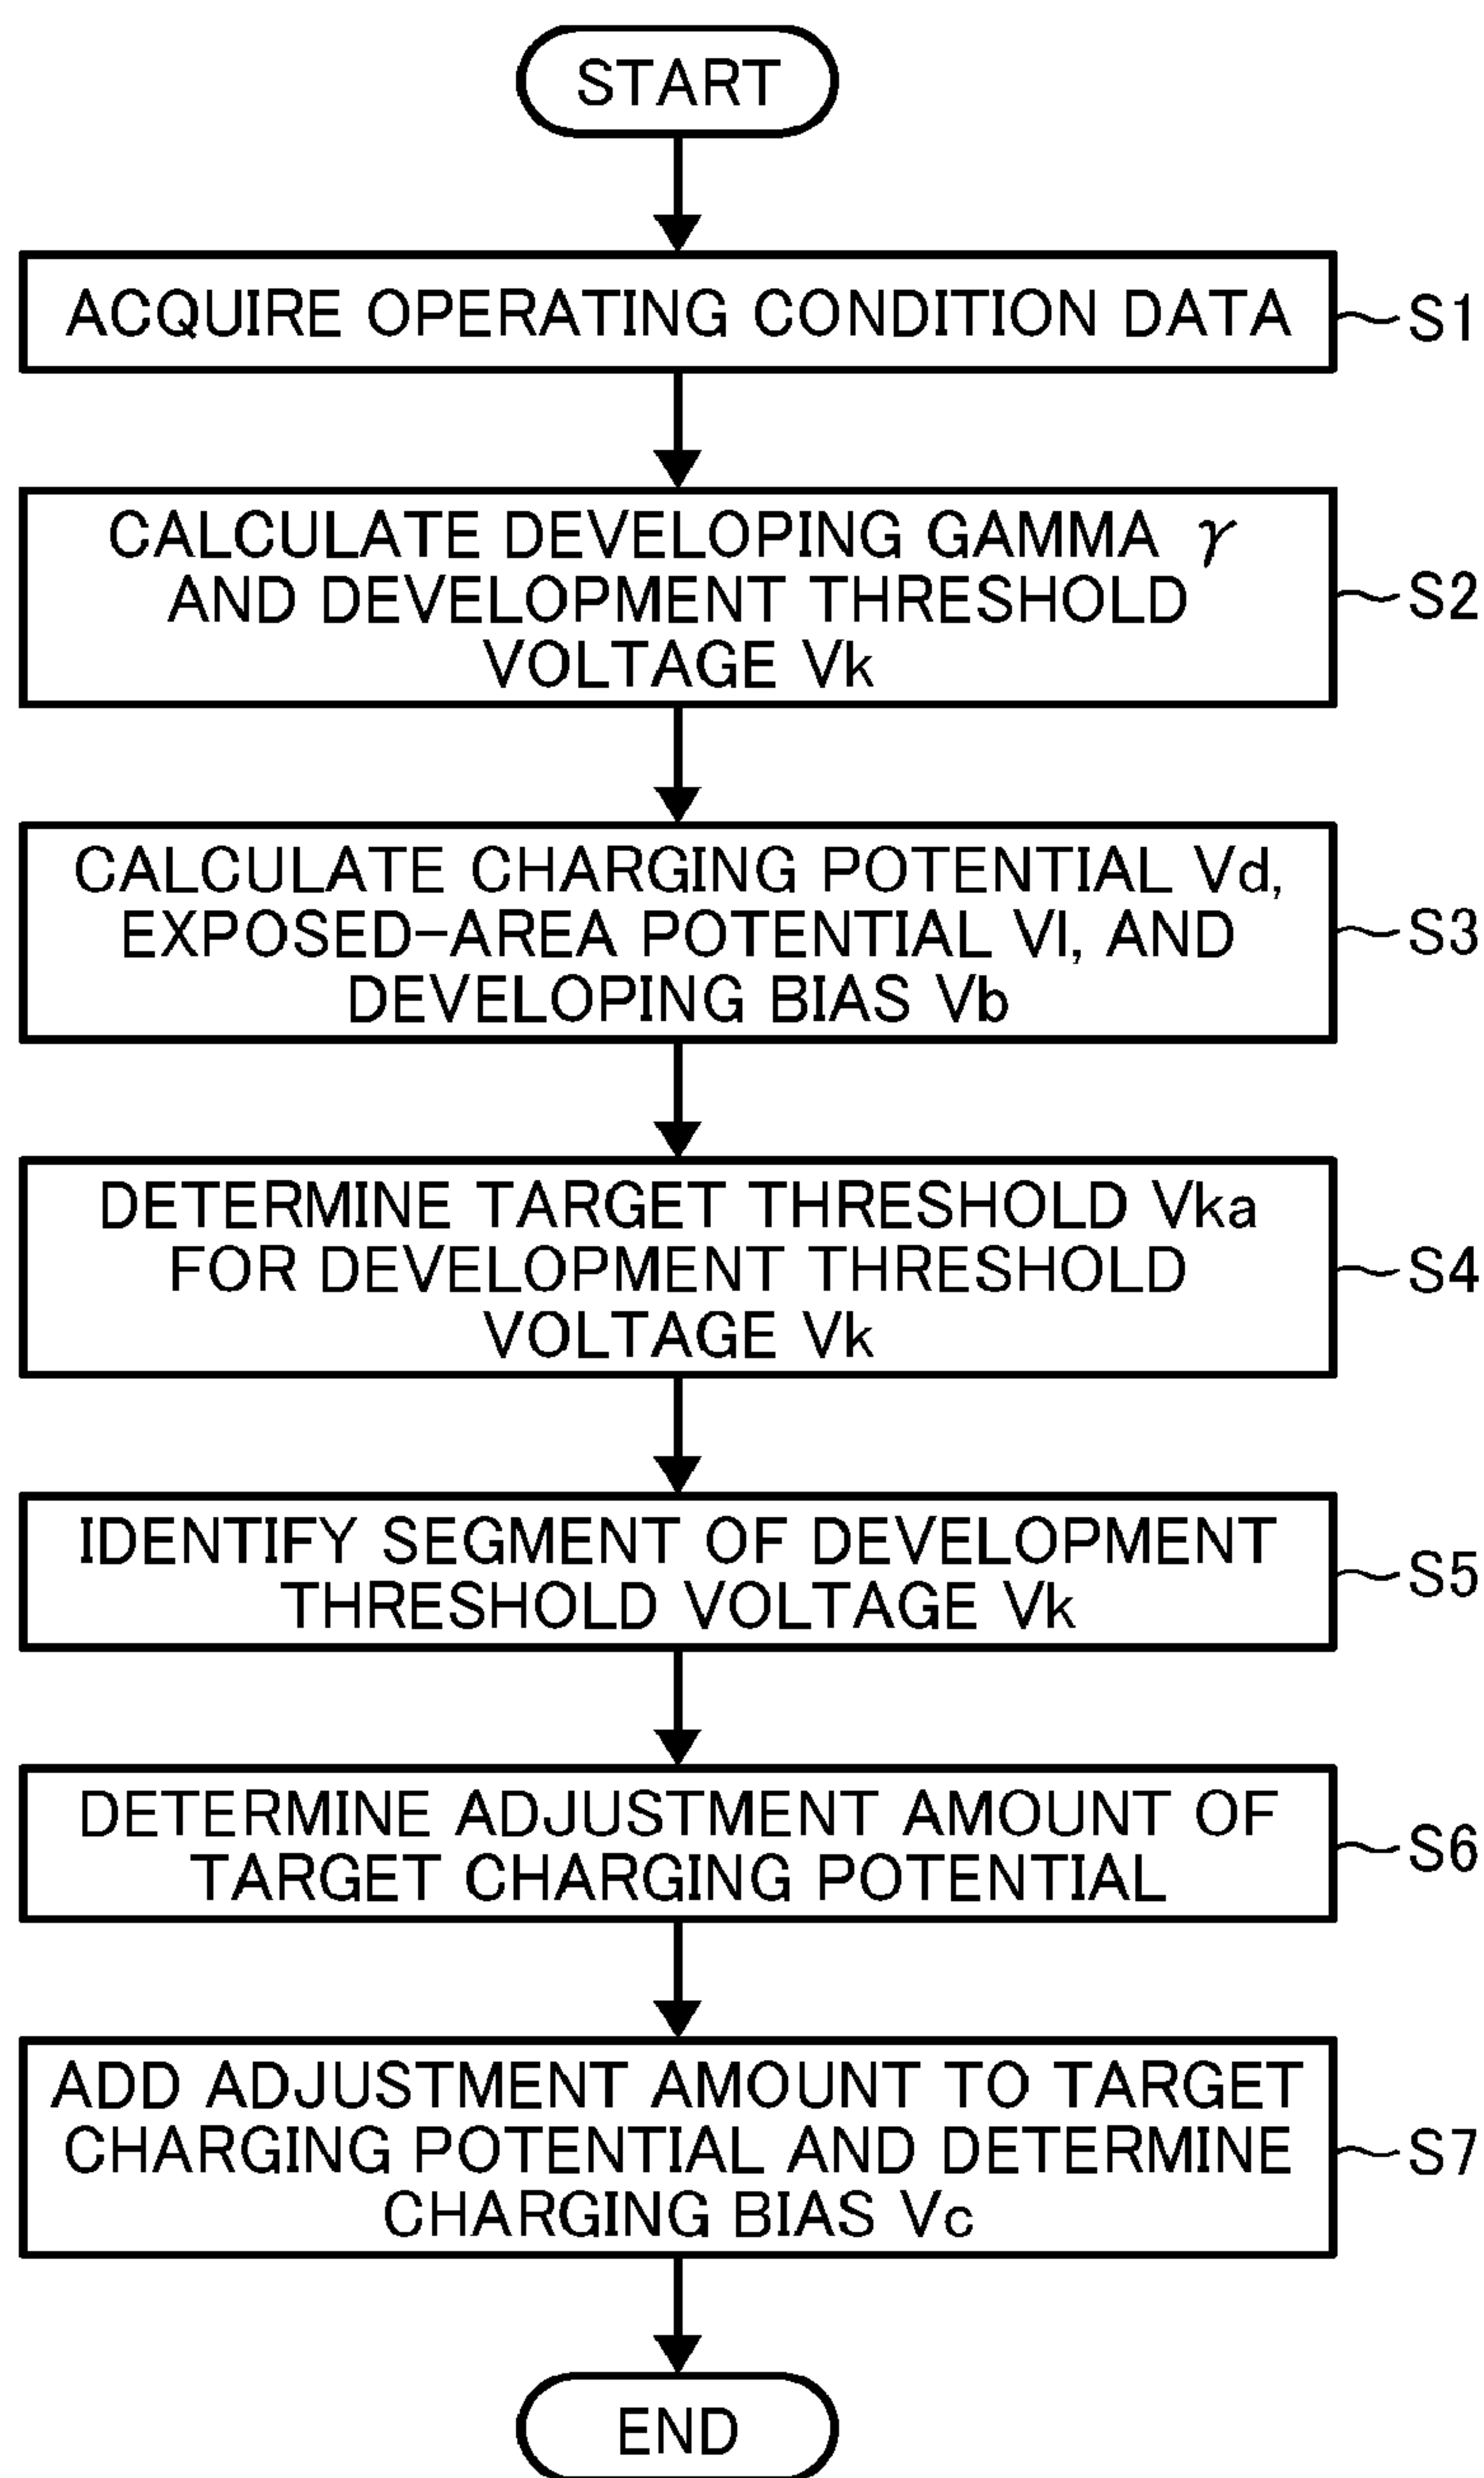 START
ACQUIRE OPERATING CONDITION DATA
S1
CALCULATE DEVELOPING GAMMA γ
AND DEVELOPMENT THRESHOLD
VOLTAGE Vk
S2
CALCULATE CHARGING POTENTIAL Vd,
EXPOSED-AREA POTENTIAL Vl, AND
DEVELOPING BIAS Vb
S3
DETERMINE TARGET THRESHOLD Vka
FOR DEVELOPMENT THRESHOLD
VOLTAGE Vk
S4
IDENTIFY SEGMENT OF DEVELOPMENT
THRESHOLD VOLTAGE Vk
S5
DETERMINE ADJUSTMENT AMOUNT OF
TARGET CHARGING POTENTIAL
S6
ADD ADJUSTMENT AMOUNT TO TARGET
CHARGING POTENTIAL AND DETERMINE
CHARGING BIAS Vc
S7
END